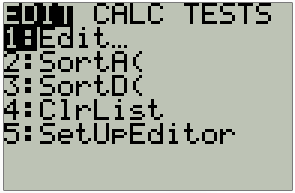 EDIT CALC TESTS
1:Edit…
2:SortA(
3:SortD(
4:ClrList
5:SetUpEditor